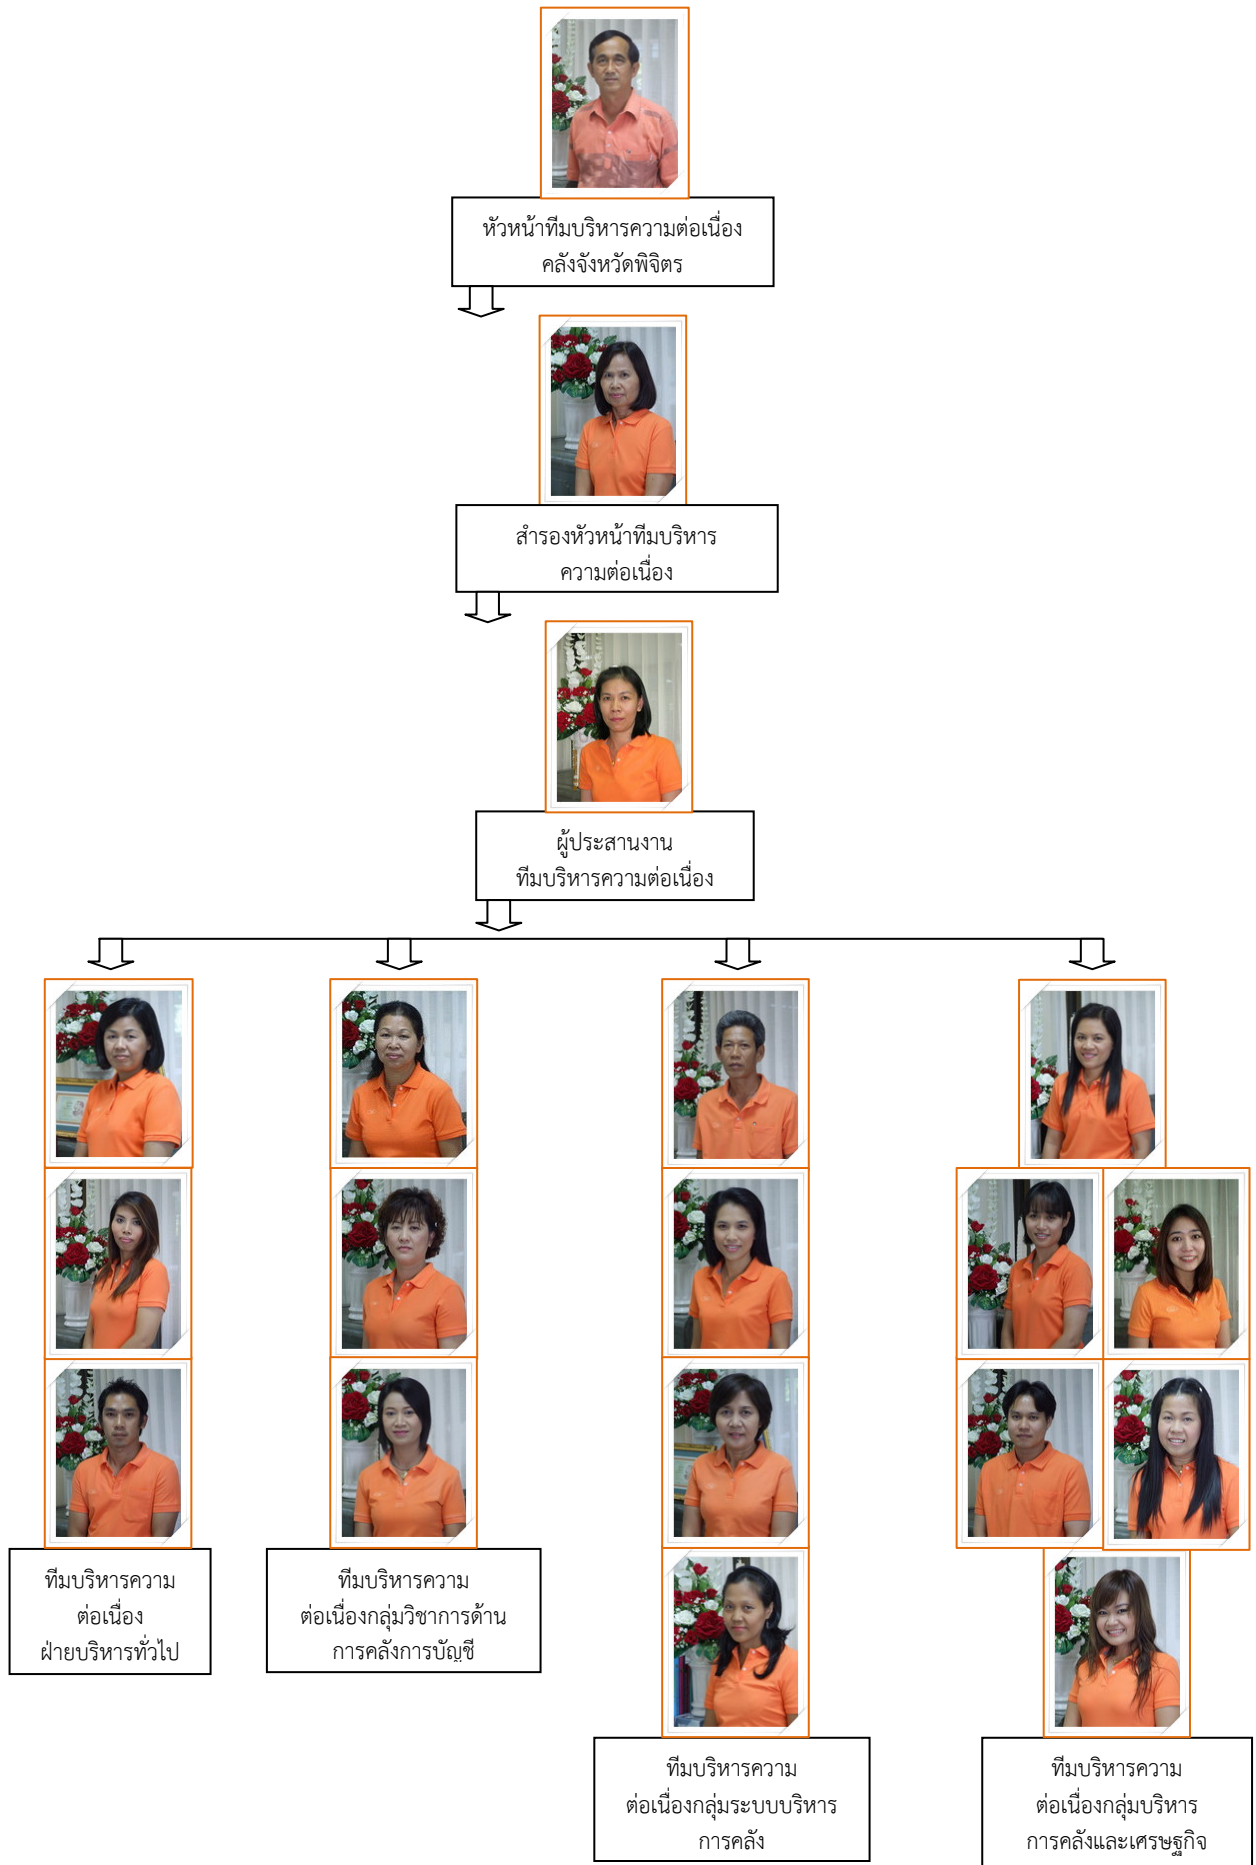 หัวหน้าทีมบริหารความต่อเนื่อง
คลังจังหวัดพิจิตร
สำรองหัวหน้าทีมบริหาร
ความต่อเนื่อง
ผู้ประสานงาน
ทีมบริหารความต่อเนื่อง
ทีมบริหารความ
ต่อเนื่อง
ฝ่ายบริหารทั่วไป
ทีมบริหารความ
ต่อเนื่องกลุ่มวิชาการด้าน
การคลังการบัญชี
ทีมบริหารความ
ต่อเนื่องกลุ่มระบบบริหาร
การคลัง
ทีมบริหารความ
ต่อเนื่องกลุ่มบริหาร
การคลังและเศรษฐกิจ